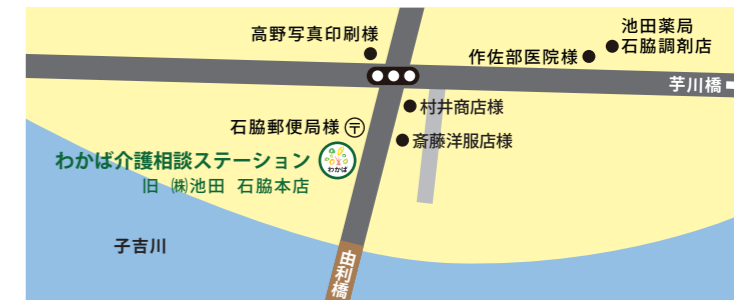 高野写真印刷様
作佐部医院様
池田薬局
石脇調剤店
芋川橋
村井商店様
石脇郵便局様〒
斎藤洋服店様
わかば介護相談ステーション
わかば
旧 ㈱池田 石脇本店
子吉川
由利橋